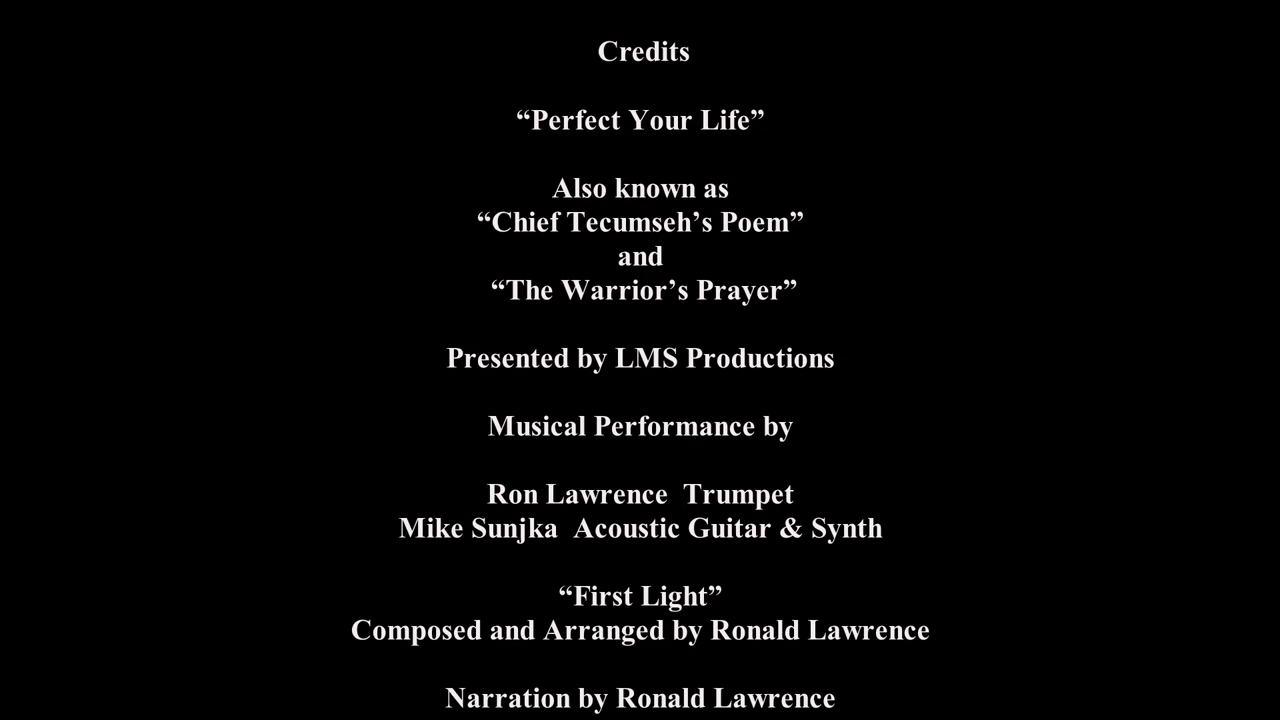 Credits
“Perfect Your Life”
Also known as
“Chief Tecumseh’s Poem”
and
“The Warrior’s Prayer”
Presented by LMS Productions
Musical Performance by
Ron Lawrence  Trumpet
Mike Sunjka  Acoustic Guitar & Synth
“First Light”
Composed and Arranged by Ronald Lawrence
Narration by Ronald Lawrence